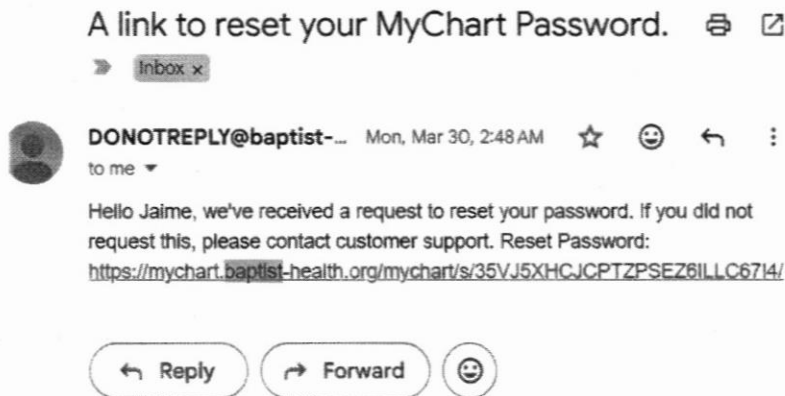 A link to reset your MyChart Password.
Inbox x
DONOTREPLY@baptist-... Mon, Mar 30, 2:48 AM
to me
Hello Jaime, we've received a request to reset your password. If you did not
request this, please contact customer support. Reset Password:
https://mychart.baptist-health.org/mychart/s/35VJ5XHCJCPTZPSEZ6ILLC67I4/
Reply Forward